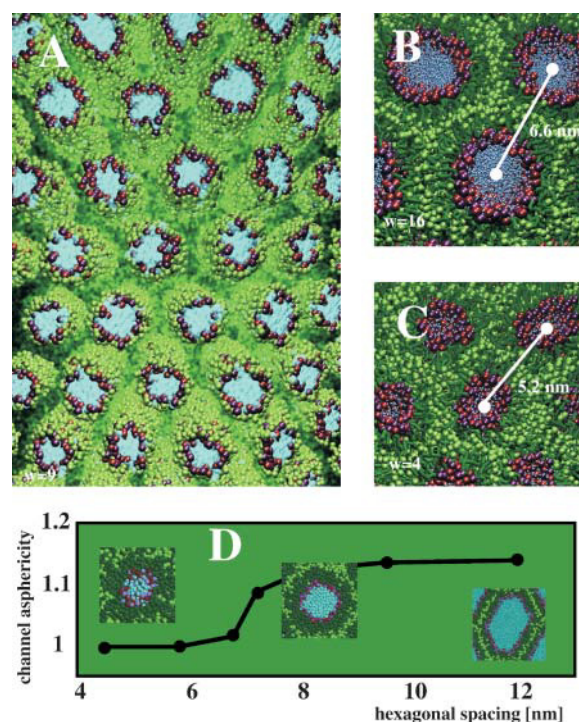 A
w=9
B
6.6 nm
w=16
C
5.2 nm
w=4
D
channel asphericity
1.2
1.1
1
4 6 8 10 12
hexagonal spacing [nm]